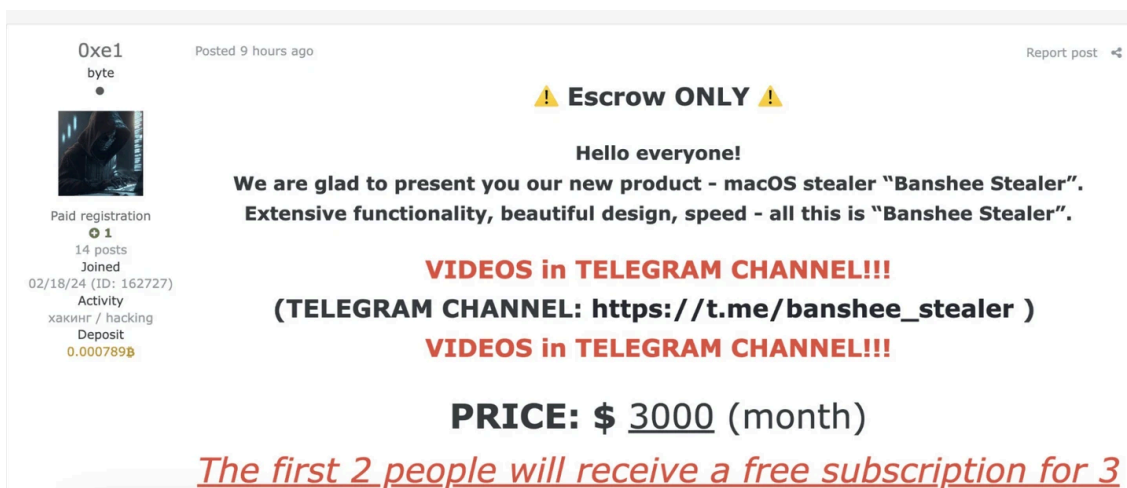 0xe1
byte
Posted 9 hours ago
Report post
⚠ Escrow ONLY ⚠
Hello everyone!
We are glad to present you our new product - macOS stealer “Banshee Stealer”.
Extensive functionality, beautiful design, speed - all this is “Banshee Stealer”.
Paid registration
1
14 posts
Joined
02/18/24 (ID: 162727)
Activity
хакинг / hacking
Deposit
0.000789₿
VIDEOS in TELEGRAM CHANNEL!!!
(TELEGRAM CHANNEL: https://t.me/banshee_stealer )
VIDEOS in TELEGRAM CHANNEL!!!
PRICE: $ 3000 (month)
The first 2 people will receive a free subscription for 3